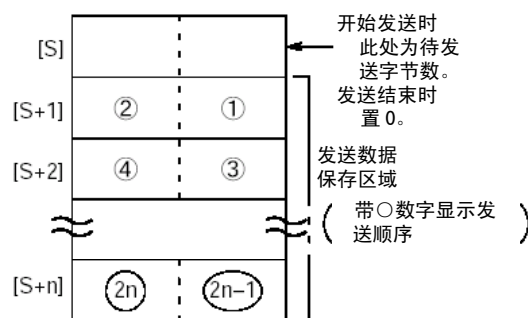 [S]
开始发送时
此处为待发
送字节数。
发送结束时
置0。
[S+1] ② ①
[S+2] ④ ③
发送数据
保存区域
(带○数字显示发
送顺序)
[S+n] 2n 2n-1